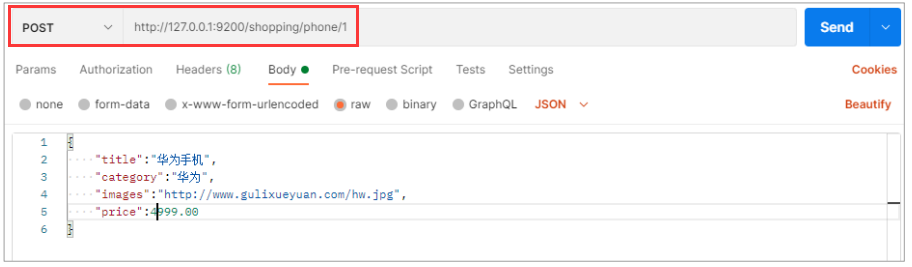 POST http://127.0.0.1:9200/shopping/phone/1 Send
Params Authorization Headers (8) Body Pre-request Script Tests Settings Cookies
none form-data x-www-form-urlencoded raw binary GraphQL JSON Beautify
1 {
2 "title":"华为手机",
3 "category":"华为",
4 "images":"http://www.gulixueyuan.com/hw.jpg",
5 "price":4999.00
6 }